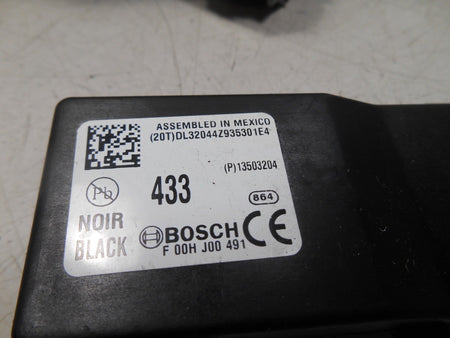 ASSEMBLED IN MEXICO
(20T)DL32044Z935301E4
(P)13503204
Pb
433
864
NOIR
BLACK
BOSCH CE
F 00H J00 491